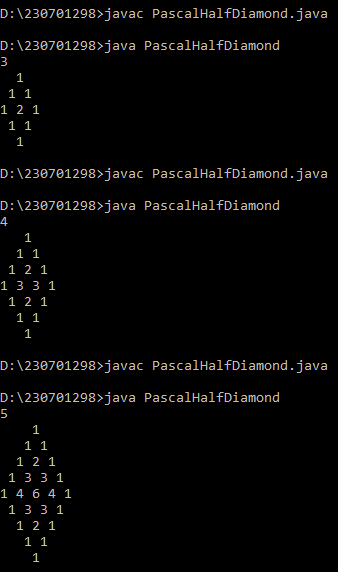 D:\230701298>javac PascalHalfDiamond.java
D:\230701298>java PascalHalfDiamond
3
  1
 1 1
1 2 1
 1 1
  1
D:\230701298>javac PascalHalfDiamond.java
D:\230701298>java PascalHalfDiamond
4
   1
  1 1
 1 2 1
1 3 3 1
 1 2 1
  1 1
   1
D:\230701298>javac PascalHalfDiamond.java
D:\230701298>java PascalHalfDiamond
5
    1
   1 1
  1 2 1
 1 3 3 1
1 4 6 4 1
 1 3 3 1
  1 2 1
   1 1
    1